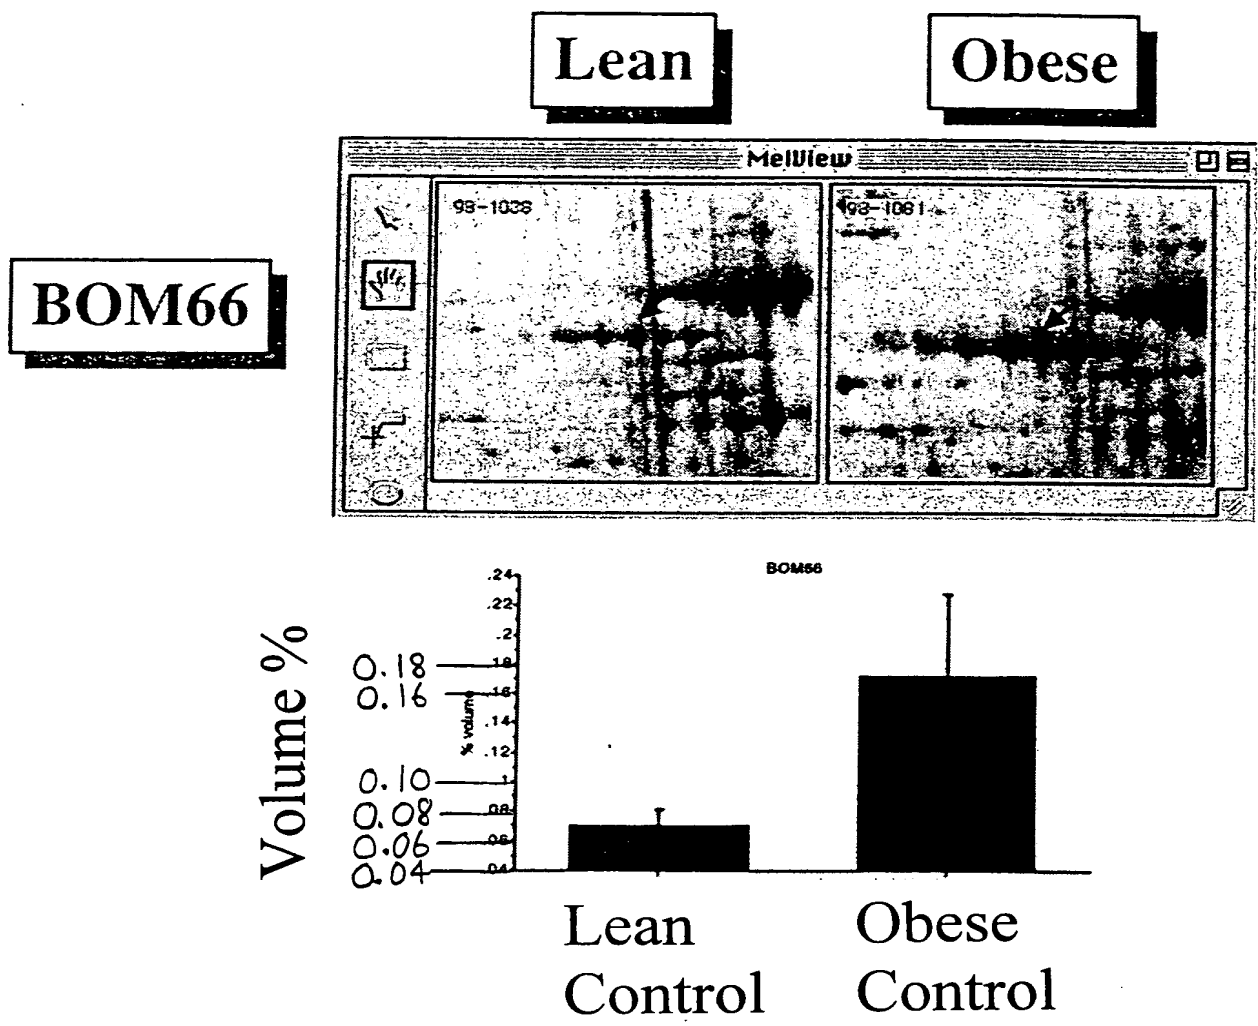 Lean
Obese
MelView
98-1038
98-1081
BOM66
BOM66
.24
.22
.2
.18
.16
.14
.12
.1
.08
.06
.04
% volume
0.18
0.16
0.10
0.08
0.06
0.04
Volume %
Lean
Control
Obese
Control